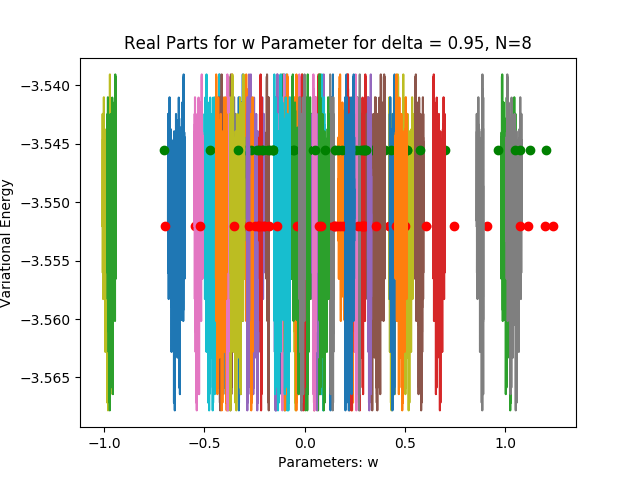 Real Parts for w Parameter for delta = 0.95, N=8
Variational Energy
−3.540
−3.545
−3.550
−3.555
−3.560
−3.565
−1.0 −0.5 0.0 0.5 1.0
Parameters: w